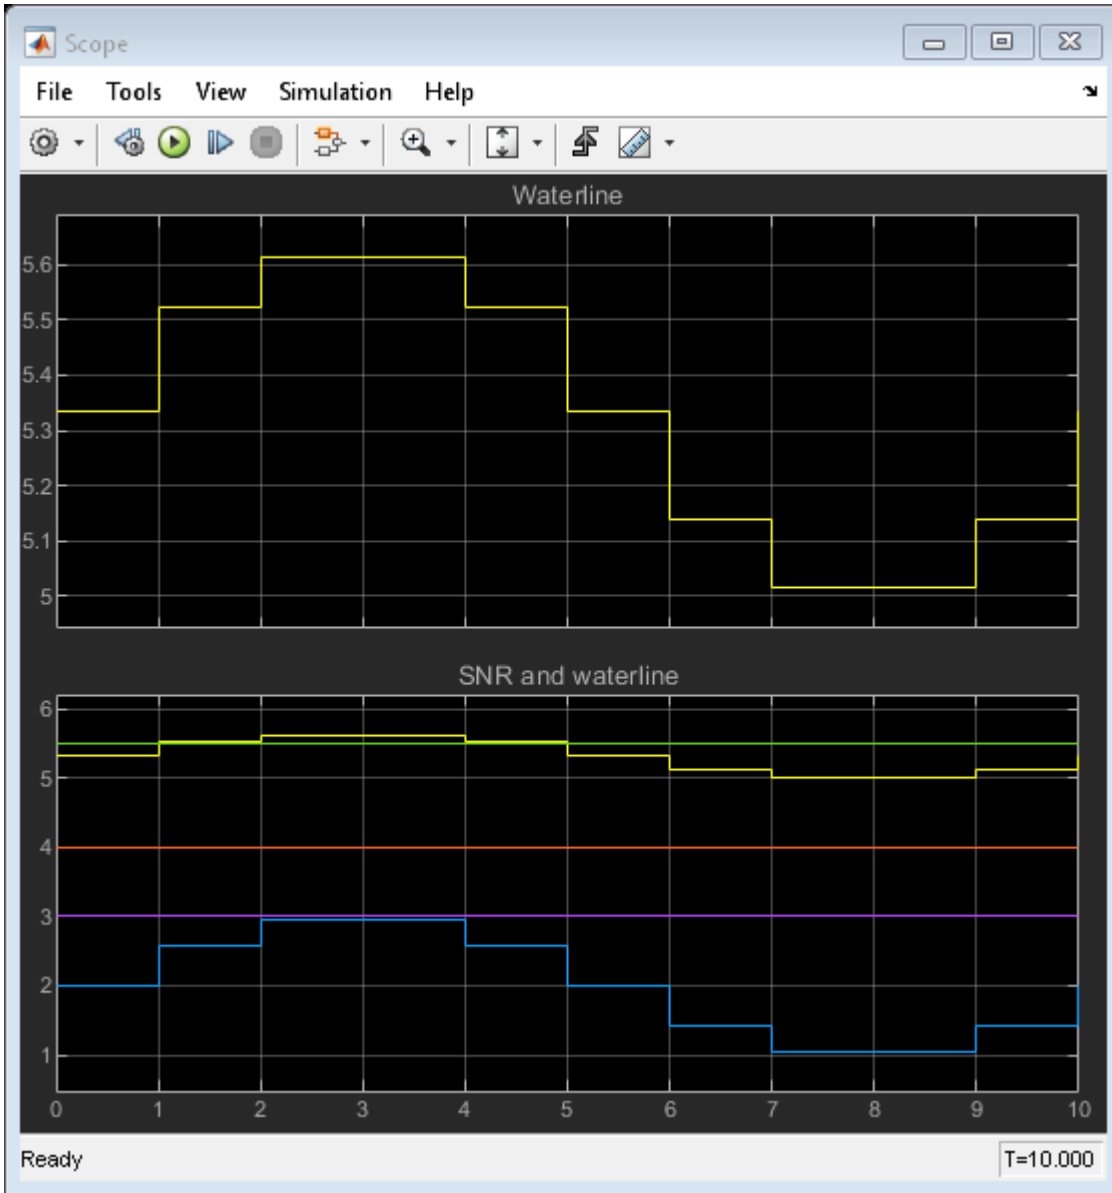 Scope
File Tools View Simulation Help
Waterline
5.6
5.5
5.4
5.3
5.2
5.1
5
SNR and waterline
6
5
4
3
2
1
0 1 2 3 4 5 6 7 8 9 10
Ready T=10.000